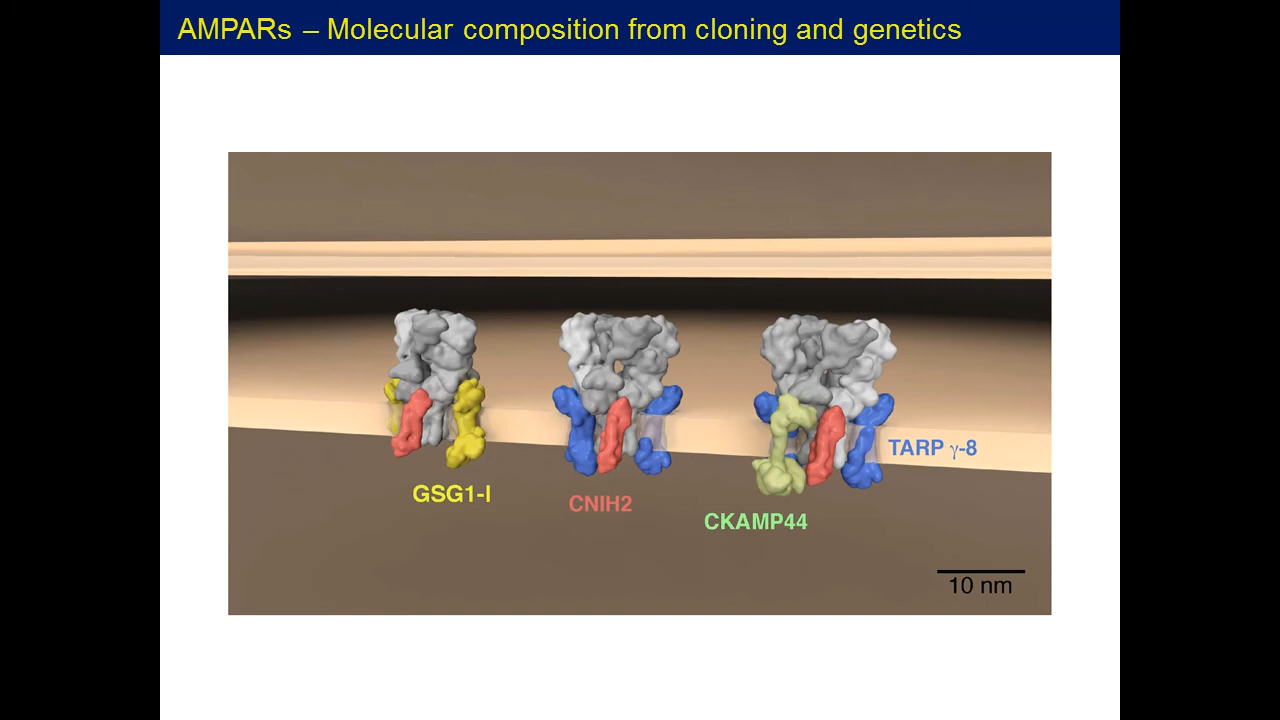 AMPARs – Molecular composition from cloning and genetics
TARP γ-8
GSG1-l
CNIH2
CKAMP44
10 nm